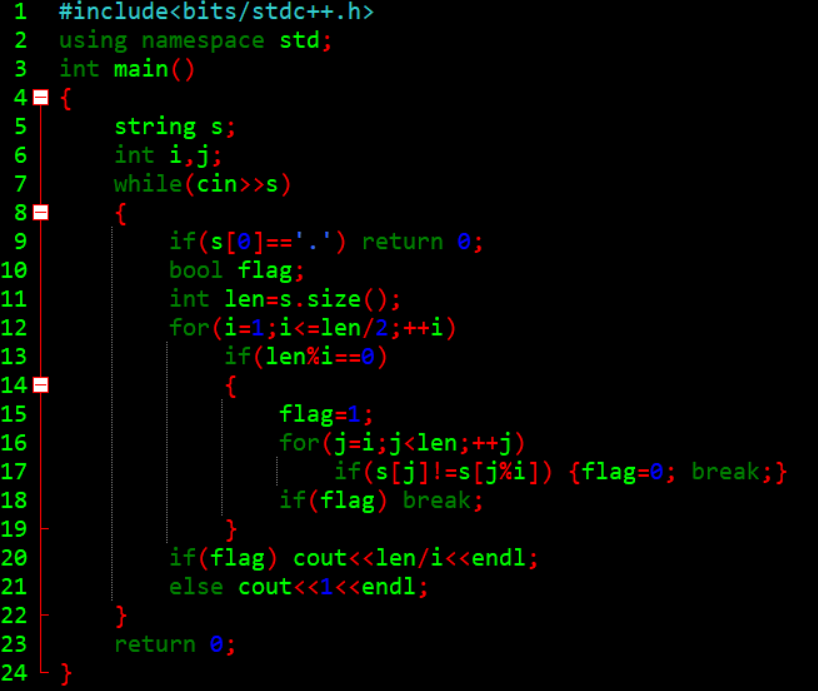 1 #include<bits/stdc++.h>
2 using namespace std;
3 int main()
4 {
5 string s;
6 int i,j;
7 while(cin>>s)
8 {
9 if(s[0]=='.') return 0;
10 bool flag;
11 int len=s.size();
12 for(i=1;i<=len/2;++i)
13 if(len%i==0)
14 {
15 flag=1;
16 for(j=i;j<len;++j)
17 if(s[j]!=s[j%i]) {flag=0; break;}
18 if(flag) break;
19 }
20 if(flag) cout<<len/i<<endl;
21 else cout<<1<<endl;
22 }
23 return 0;
24 }